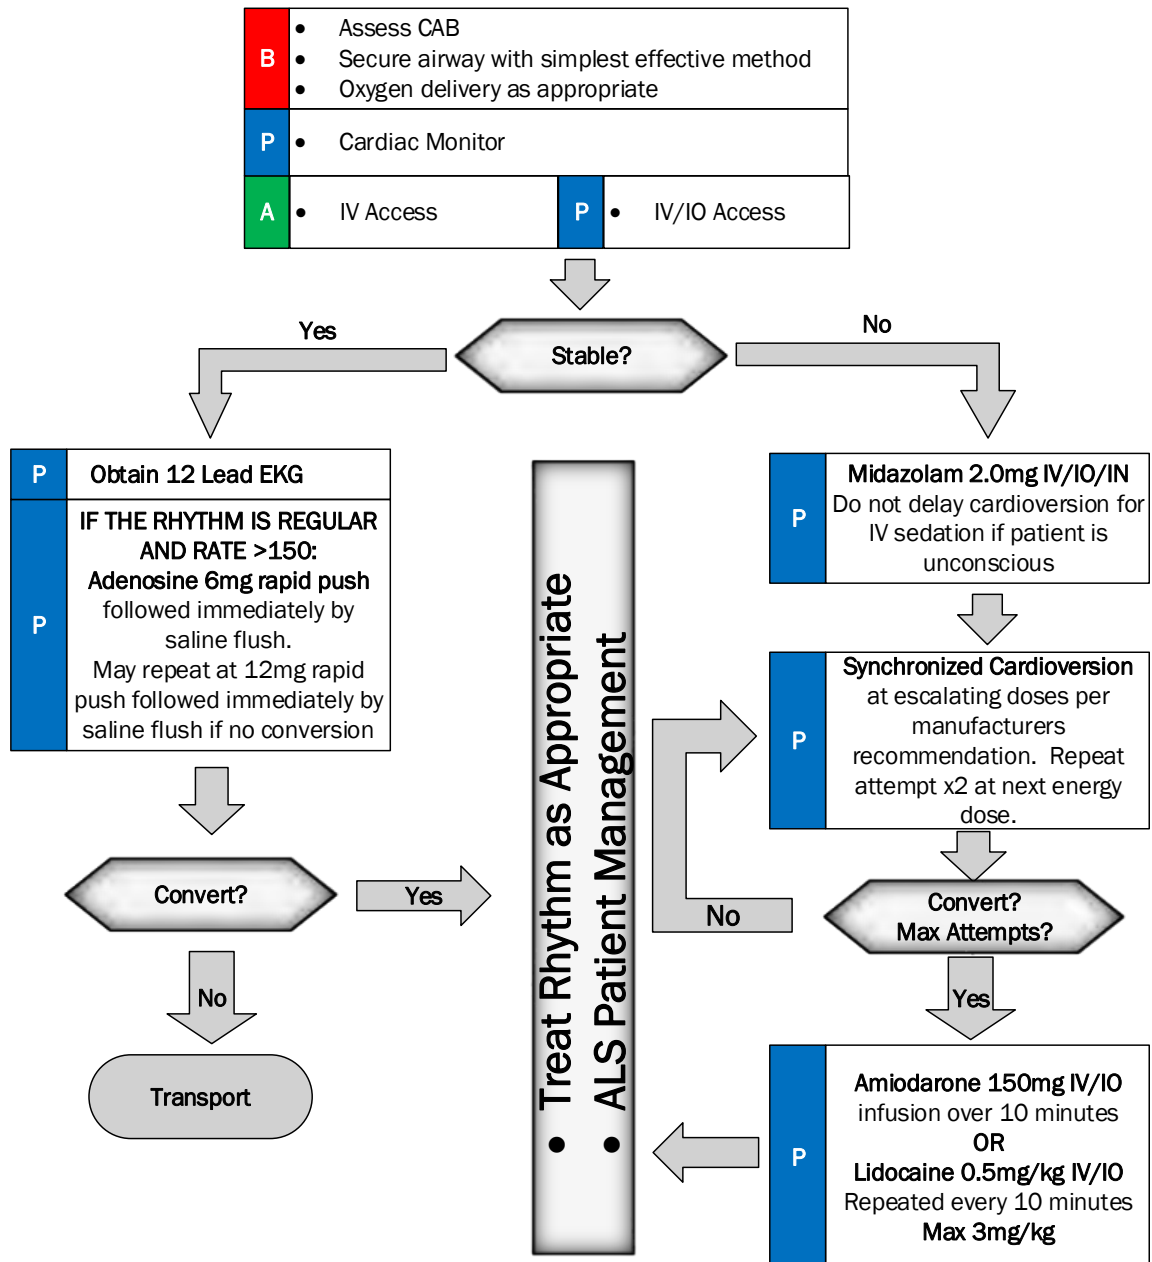 B
• Assess CAB
• Secure airway with simplest effective method
• Oxygen delivery as appropriate
P • Cardiac Monitor
A • IV Access
P • IV/IO Access
Stable?
Yes
No
P Obtain 12 Lead EKG
P
IF THE RHYTHM IS REGULAR
AND RATE >150:
Adenosine 6mg rapid push
followed immediately by
saline flush.
May repeat at 12mg rapid
push followed immediately by
saline flush if no conversion
Convert?
Yes
No
Transport
• Treat Rhythm as Appropriate
• ALS Patient Management
P
Midazolam 2.0mg IV/IO/IN
Do not delay cardioversion for
IV sedation if patient is
unconscious
P
Synchronized Cardioversion
at escalating doses per
manufacturers
recommendation. Repeat
attempt x2 at next energy
dose.
Convert?
Max Attempts?
No
Yes
P
Amiodarone 150mg IV/IO
infusion over 10 minutes
OR
Lidocaine 0.5mg/kg IV/IO
Repeated every 10 minutes
Max 3mg/kg